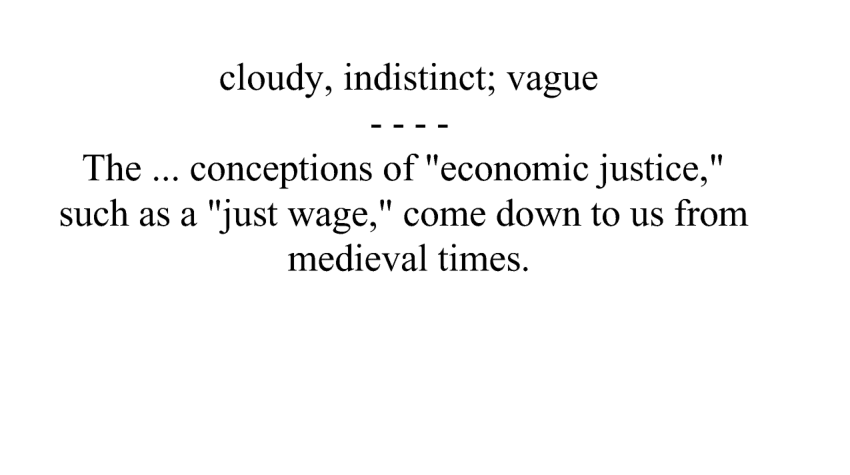 cloudy, indistinct; vague
- - - -
The ... conceptions of "economic justice,"
such as a "just wage," come down to us from
medieval times.